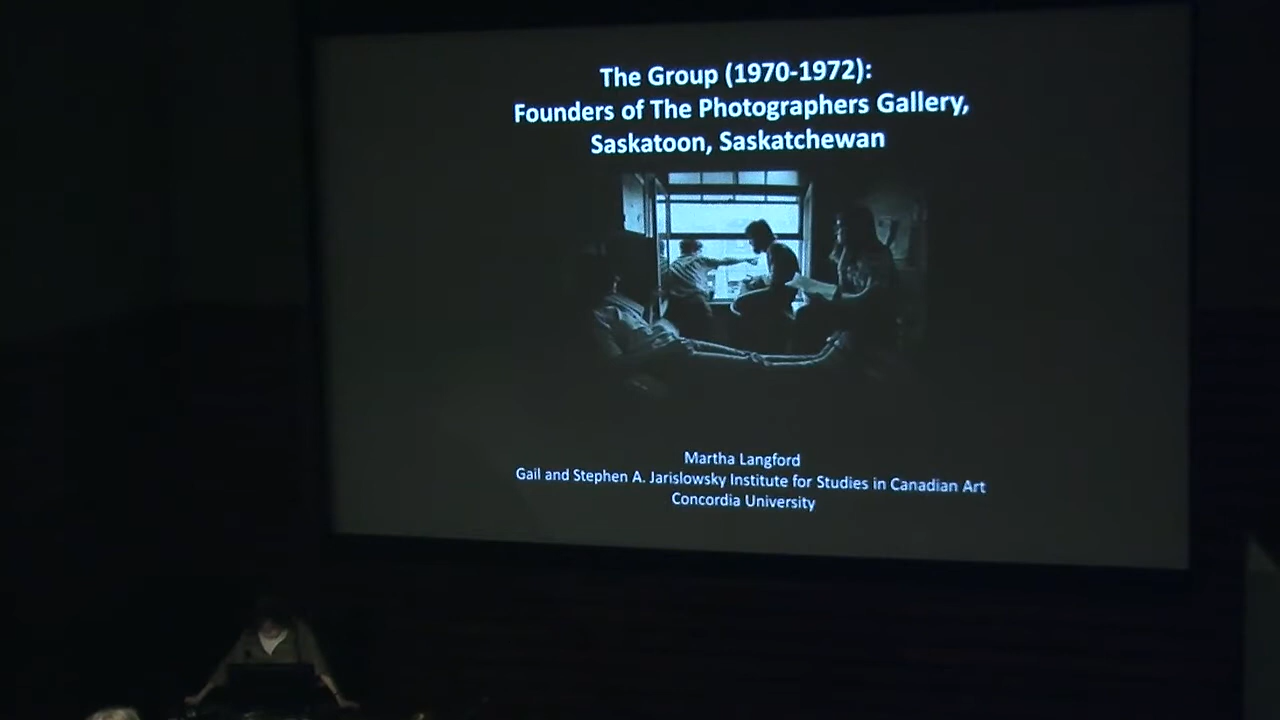 The Group (1970-1972):
Founders of The Photographers Gallery,
Saskatoon, Saskatchewan
Martha Langford
Gail and Stephen A. Jarislowsky Institute for Studies in Canadian Art
Concordia University